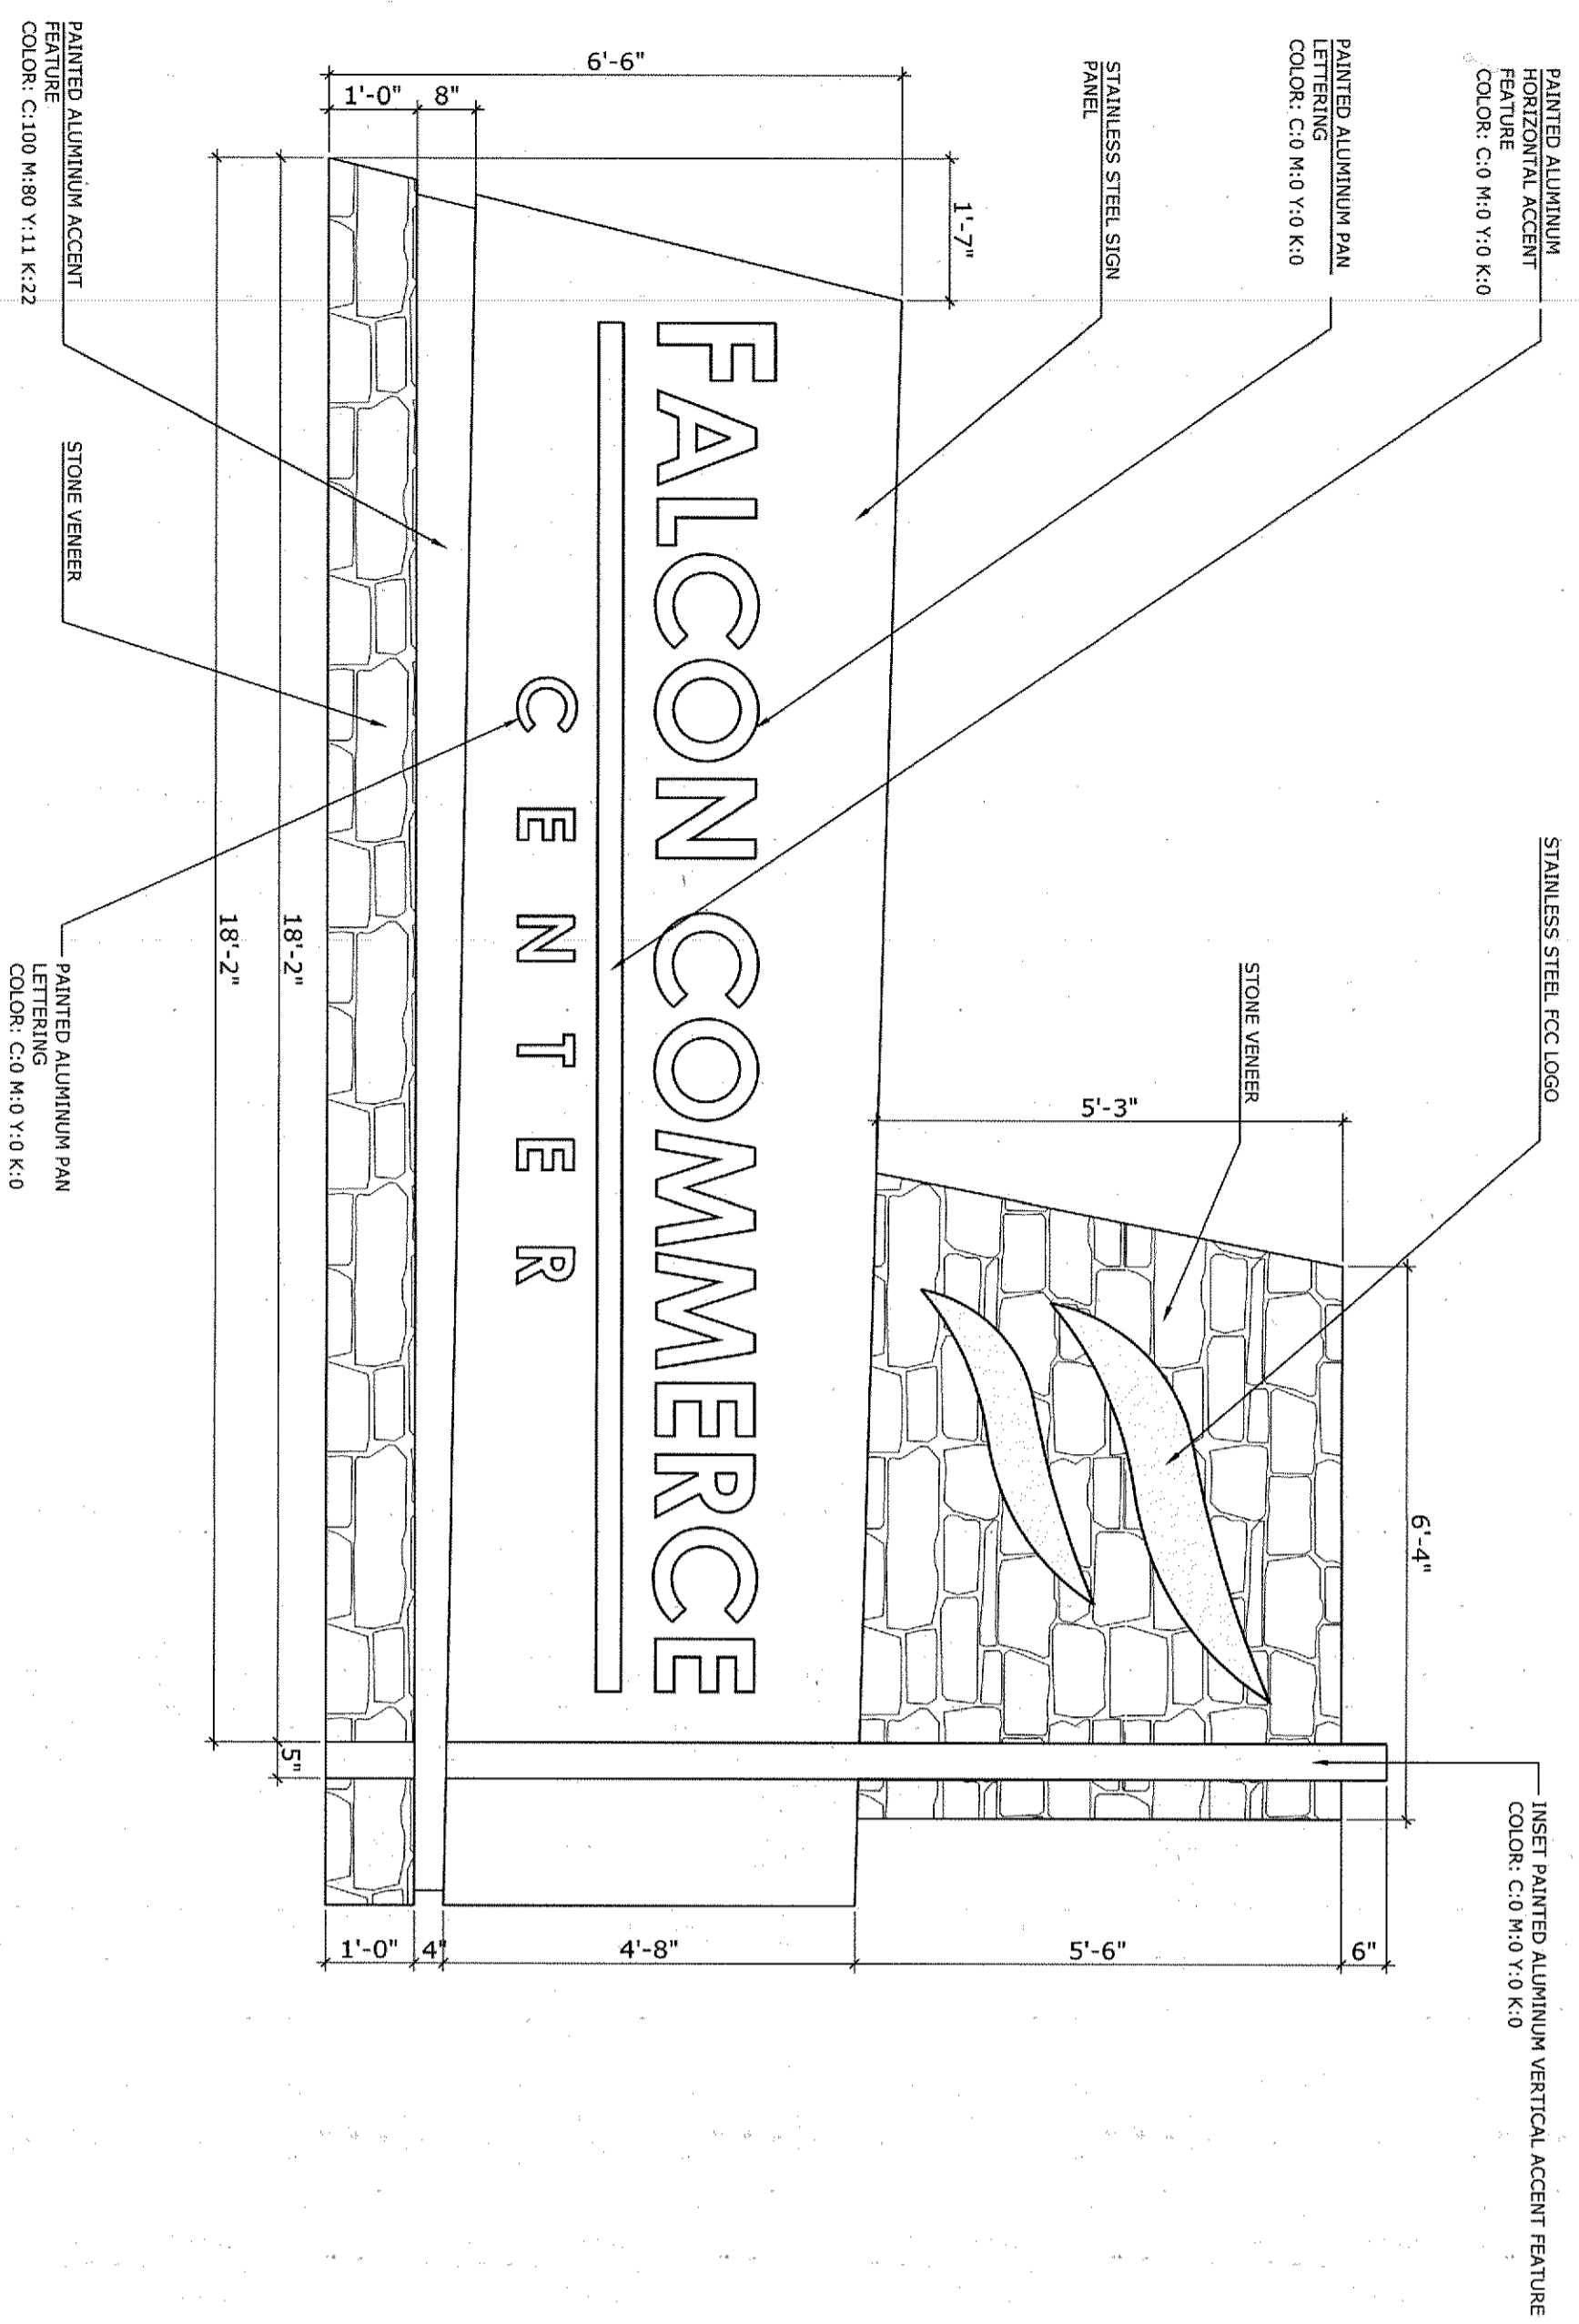 PAINTED ALUMINUM
HORIZONTAL ACCENT
FEATURE
COLOR: C:0 M:0 Y:0 K:0
PAINTED ALUMINUM PAN
LETTERING
COLOR: C:0 M:0 Y:0 K:0
STAINLESS STEEL SIGN
PANEL
STAINLESS STEEL FCC LOGO
STONE VENEER
INSET PAINTED ALUMINUM VERTICAL ACCENT FEATURE
COLOR: C:0 M:0 Y:0 K:0
6'-4"
5'-3"
1'-7"
6'-6"
8"
1'-0"
FALCON COMMERCE
CENTER
6"
5'-6"
4'-8"
4"
1'-0"
18'-2"
5"
18'-2"
PAINTED ALUMINUM ACCENT
FEATURE
COLOR: C:100 M:80 Y:11 K:22
STONE VENEER
PAINTED ALUMINUM PAN
LETTERING
COLOR: C:0 M:0 Y:0 K:0